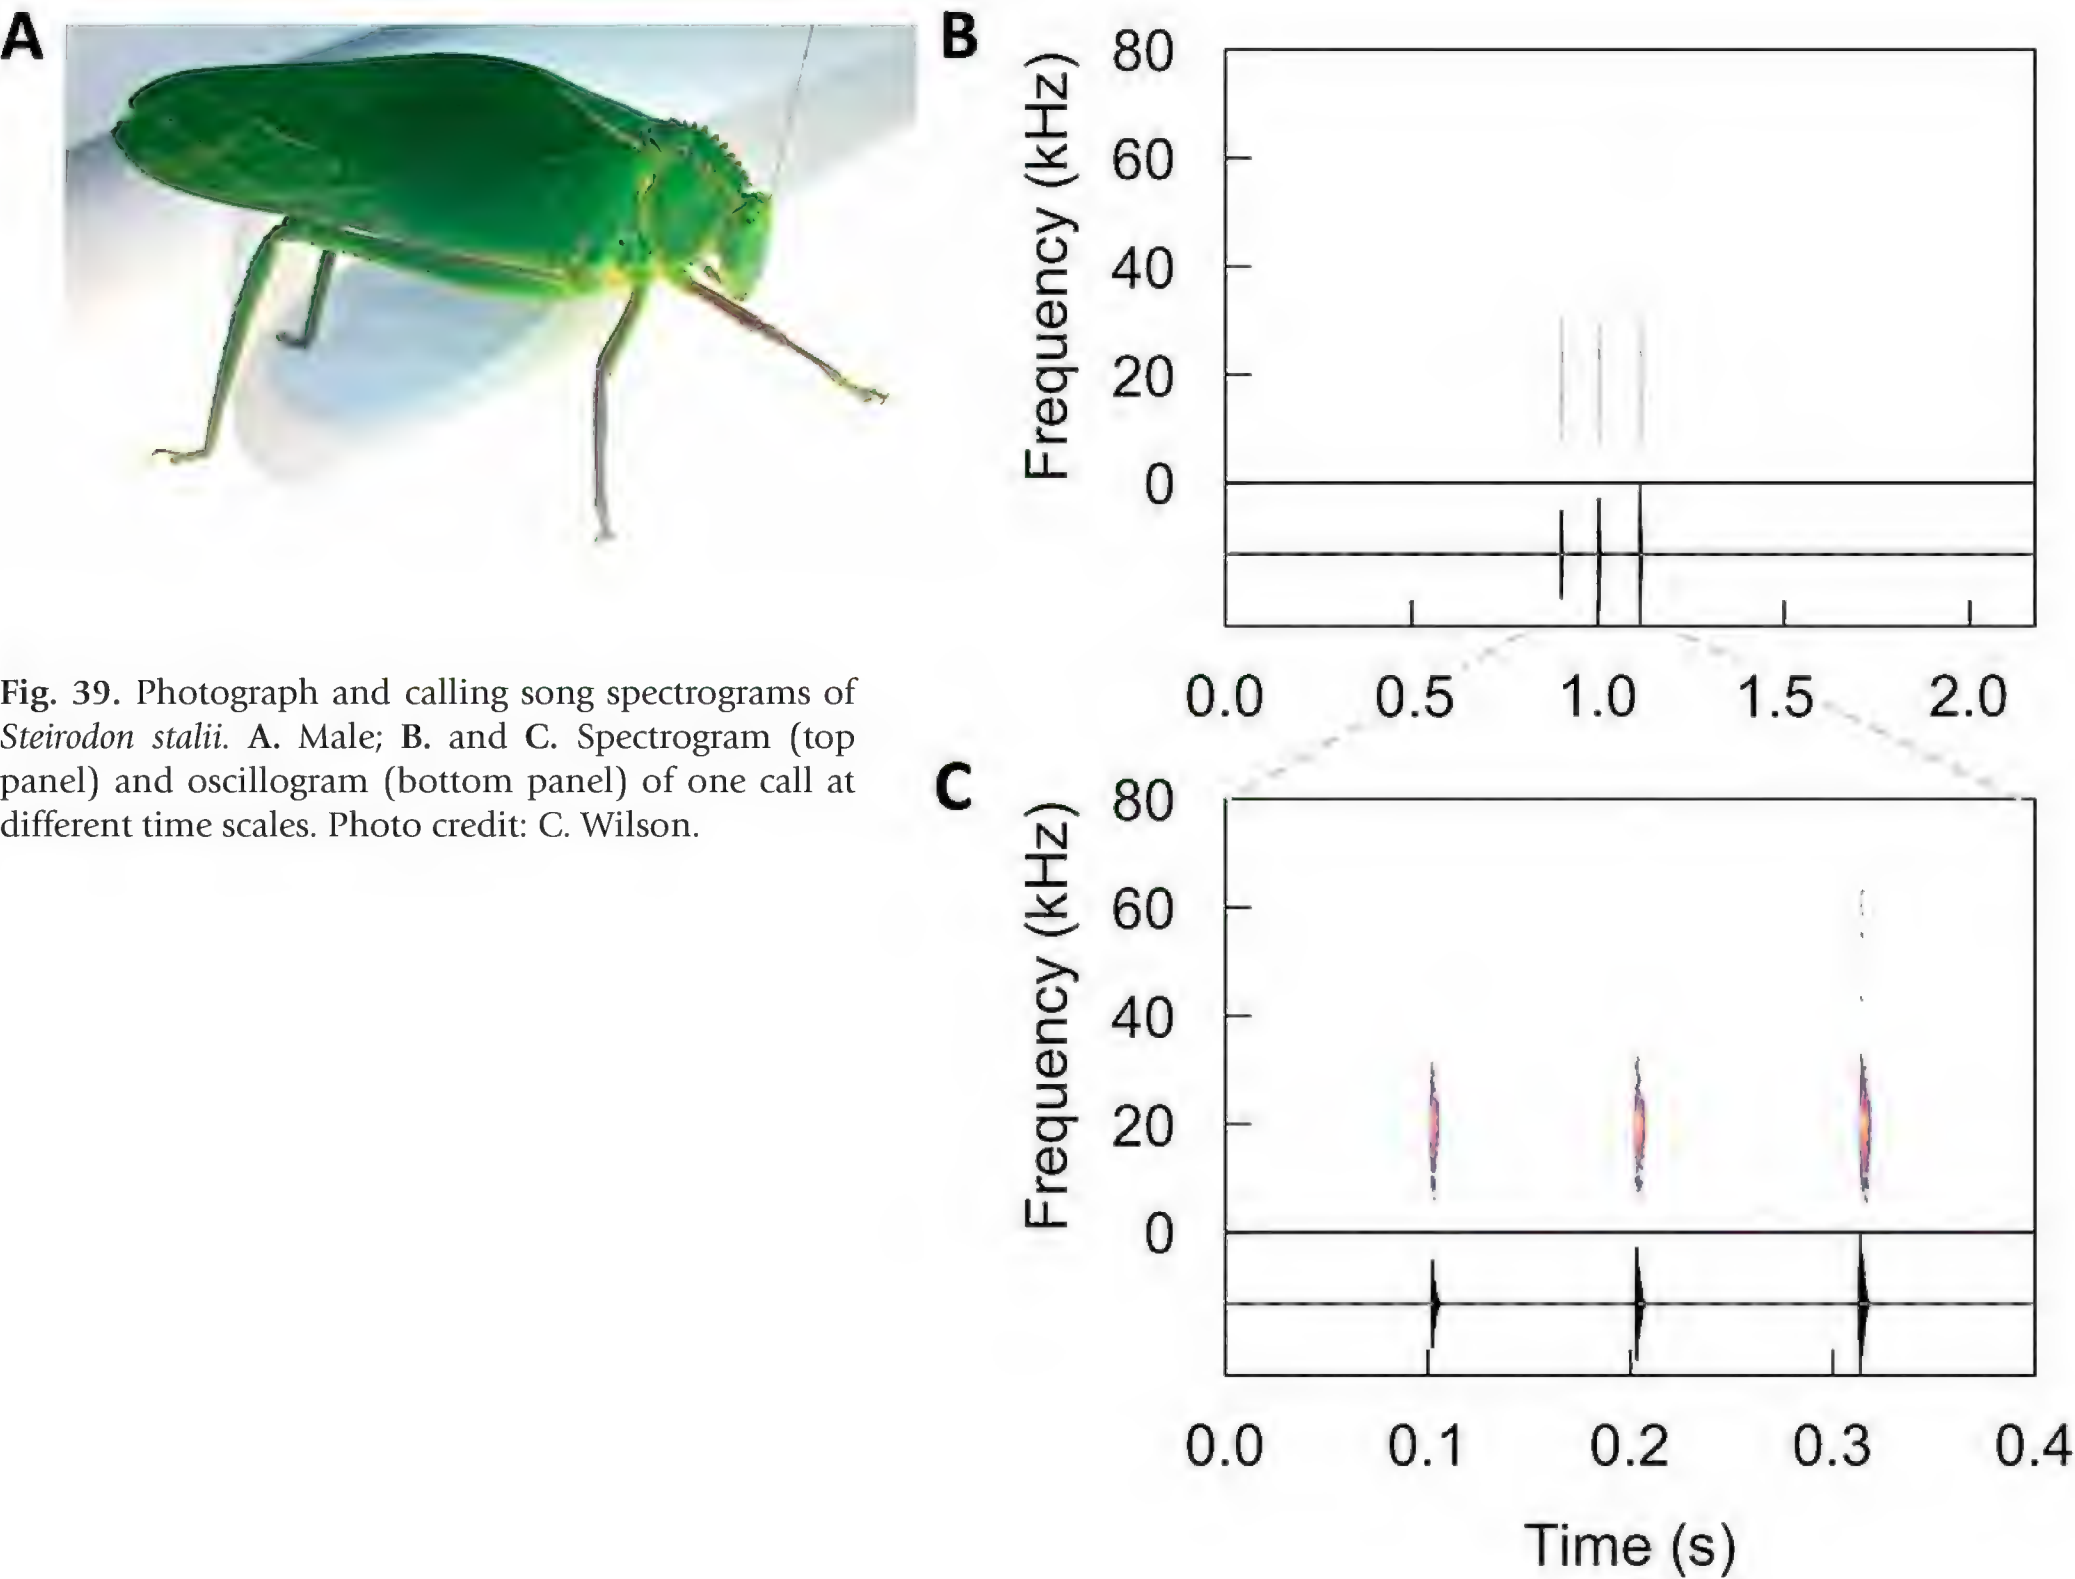 A
B
80
60
40
20
0
Frequency (kHz)
0.0 0.5 1.0 1.5 2.0
Fig. 39. Photograph and calling song spectrograms of
Steirodon stalii. A. Male; B. and C. Spectrogram (top
panel) and oscillogram (bottom panel) of one call at
different time scales. Photo credit: C. Wilson.
C
80
60
40
20
0
Frequency (kHz)
0.0 0.1 0.2 0.3 0.4
Time (s)